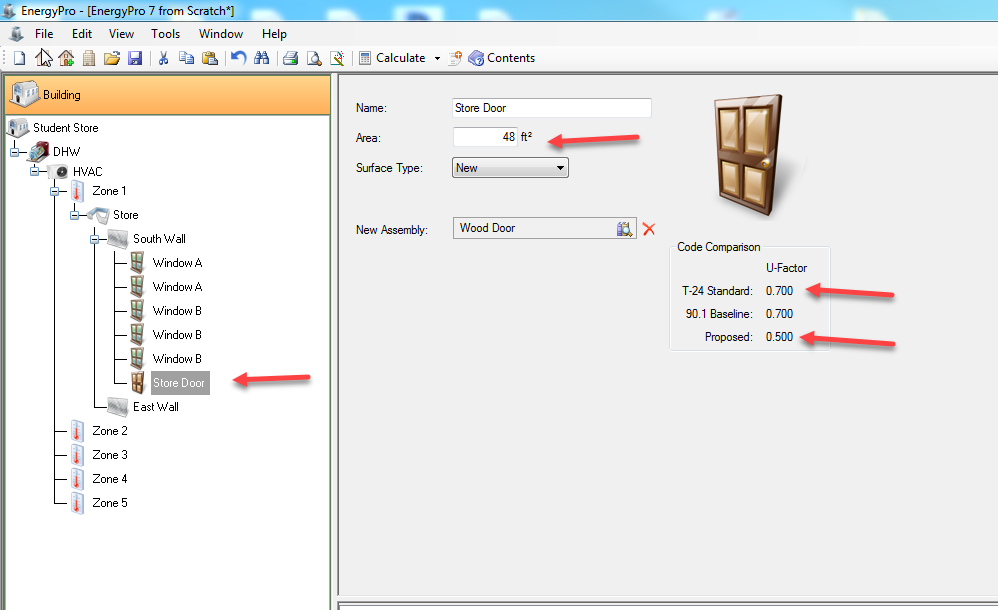 EnergyPro - [EnergyPro 7 from Scratch*]
File Edit View Tools Window Help
Calculate Contents
Building
Student Store
DHW
HVAC
Zone 1
Store
South Wall
Window A
Window A
Window B
Window B
Window B
Store Door
East Wall
Zone 2
Zone 3
Zone 4
Zone 5
Name: Store Door
Area: 48 ft²
Surface Type: New
New Assembly: Wood Door
Code Comparison
U-Factor
T-24 Standard: 0.700
90.1 Baseline: 0.700
Proposed: 0.500